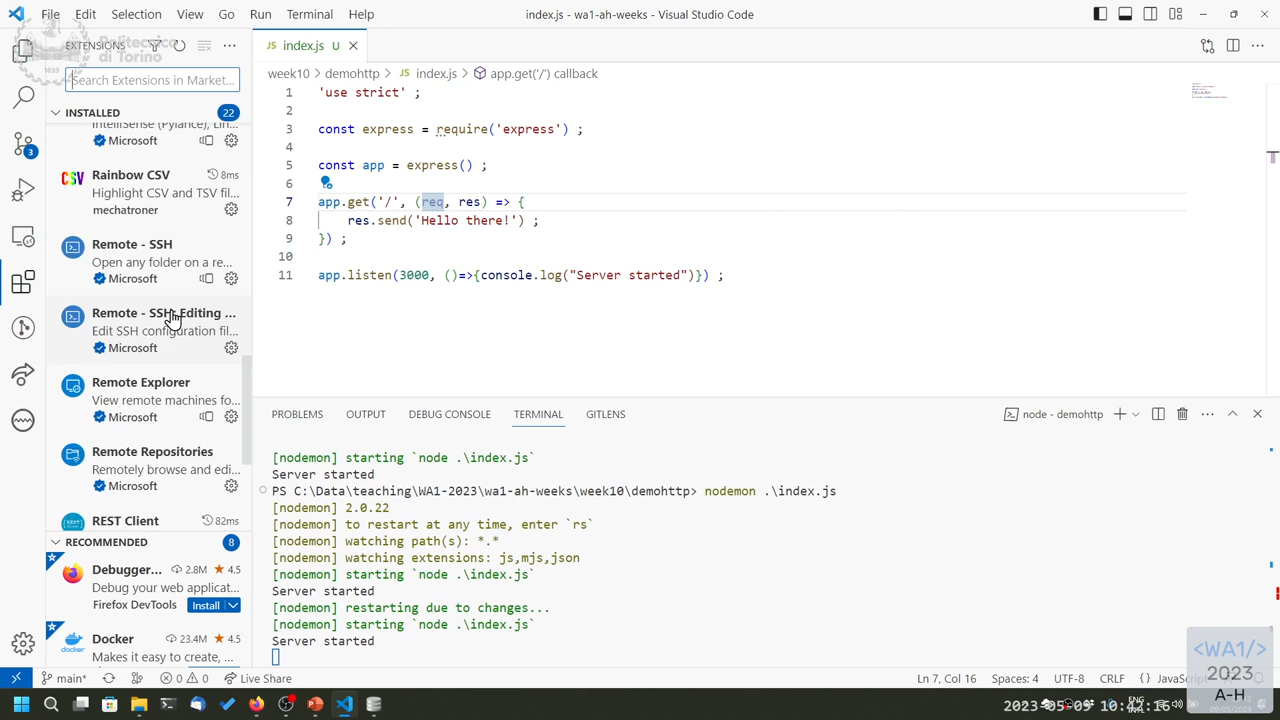 File Edit Selection View Go Run Terminal Help
index.js - wa1-ah-weeks - Visual Studio Code
EXTENSIONS
Politecnico
di Torino
Search Extensions in Market...
INSTALLED 22
IntelliSense (Pylance), Lin...
Microsoft
Rainbow CSV 8ms
Highlight CSV and TSV fil...
mechatroner
Remote - SSH
Open any folder on a re...
Microsoft
Remote - SSH: Editing ...
Edit SSH configuration fil...
Microsoft
Remote Explorer
View remote machines fo...
Microsoft
Remote Repositories
Remotely browse and edi...
Microsoft
REST Client 82ms
RECOMMENDED 8
Debugger... 2.8M 4.5
Debug your web applicat...
Firefox DevTools Install
Docker 23.4M 4.5
Makes it easy to create, ...
3
JS index.js U
week10 > demohttp > JS index.js > app.get('/') callback
1 'use strict' ;
2
3 const express = require('express') ;
4
5 const app = express() ;
6
7 app.get('/', (req, res) => {
8 res.send('Hello there!') ;
9 }) ;
10
11 app.listen(3000, ()=>{console.log("Server started")}) ;
PROBLEMS OUTPUT DEBUG CONSOLE TERMINAL GITLENS
node - demohttp
[nodemon] starting `node .\index.js`
Server started
PS C:\Data\teaching\WA1-2023\wa1-ah-weeks\week10\demohttp> nodemon .\index.js
[nodemon] 2.0.22
[nodemon] to restart at any time, enter `rs`
[nodemon] watching path(s): *.*
[nodemon] watching extensions: js,mjs,json
[nodemon] starting `node .\index.js`
Server started
[nodemon] restarting due to changes...
[nodemon] starting `node .\index.js`
Server started
main* 0 0 Live Share
Ln 7, Col 16 Spaces: 4 UTF-8 CRLF {} JavaScript
<WA1/>
2023
A-H
ENG